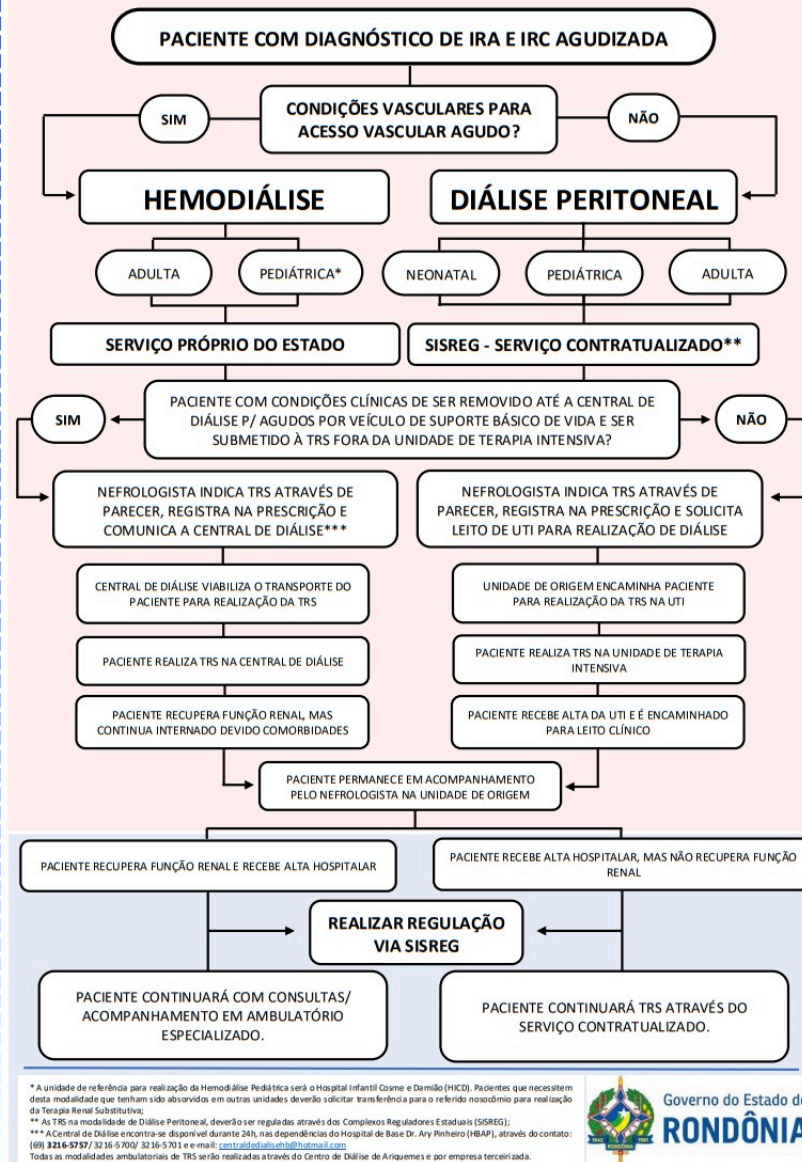 PACIENTE COM DIAGNÓSTICO DE IRA E IRC AGUDIZADA
CONDIÇÕES VASCULARES PARA
ACESSO VASCULAR AGUDO?
SIM
NÃO
HEMODIÁLISE
DIÁLISE PERITONEAL
ADULTA
PEDIÁTRICA*
NEONATAL
PEDIÁTRICA
ADULTA
SERVIÇO PRÓPRIO DO ESTADO
SISREG - SERVIÇO CONTRATUALIZADO**
PACIENTE COM CONDIÇÕES CLÍNICAS DE SER REMOVIDO ATÉ A CENTRAL DE
DIÁLISE P/ AGUDOS POR VEÍCULO DE SUPORTE BÁSICO DE VIDA E SER
SUBMETIDO À TRS FORA DA UNIDADE DE TERAPIA INTENSIVA?
SIM
NÃO
NEFROLOGISTA INDICA TRS ATRAVÉS DE
PARECER, REGISTRA NA PRESCRIÇÃO E
COMUNICA A CENTRAL DE DIÁLISE***
NEFROLOGISTA INDICA TRS ATRAVÉS DE
PARECER, REGISTRA NA PRESCRIÇÃO E SOLICITA
LEITO DE UTI PARA REALIZAÇÃO DE DIÁLISE
CENTRAL DE DIÁLISE VIABILIZA O TRANSPORTE DO
PACIENTE PARA REALIZAÇÃO DA TRS
UNIDADE DE ORIGEM ENCAMINHA PACIENTE
PARA REALIZAÇÃO DA TRS NA UTI
PACIENTE REALIZA TRS NA CENTRAL DE DIÁLISE
PACIENTE REALIZA TRS NA UNIDADE DE TERAPIA
INTENSIVA
PACIENTE RECUPERA FUNÇÃO RENAL, MAS
CONTINUA INTERNADO DEVIDO COMORBIDADES
PACIENTE RECEBE ALTA DA UTI E É ENCAMINHADO
PARA LEITO CLÍNICO
PACIENTE PERMANECE EM ACOMPANHAMENTO
PELO NEFROLOGISTA NA UNIDADE DE ORIGEM
PACIENTE RECUPERA FUNÇÃO RENAL E RECEBE ALTA HOSPITALAR
PACIENTE RECEBE ALTA HOSPITALAR, MAS NÃO RECUPERA FUNÇÃO
RENAL
REALIZAR REGULAÇÃO
VIA SISREG
PACIENTE CONTINUARÁ COM CONSULTAS/
ACOMPANHAMENTO EM AMBULATÓRIO
ESPECIALIZADO.
PACIENTE CONTINUARÁ TRS ATRAVÉS DO
SERVIÇO CONTRATUALIZADO.
* A unidade de referência para realização da Hemodiálise Pediátrica será o Hospital Infantil Cosme e Damião (HICD). Pacientes que necessitem
desta modalidade que tenham sido absorvidos em outras unidades deverão solicitar transferência para o referido nosocômio para realização
da Terapia Renal Substitutiva;
** As TRS na modalidade de Diálise Peritoneal, deverão ser reguladas através dos Complexos Reguladores Estaduais (SISREG);
*** A Central de Diálise encontra-se disponível durante 24h, nas dependências do Hospital de Base Dr. Ary Pinheiro (HBAP), através do contato:
(69) 3216-5757/ 3216-5700/ 3216-5701 e e-mail: centraldedialisehb@hotmail.com
Todas as modalidades ambulatoriais de TRS serão realizadas através do Centro de Diálise de Ariquemes e por empresa terceirizada.
Governo do Estado de
RONDÔNIA